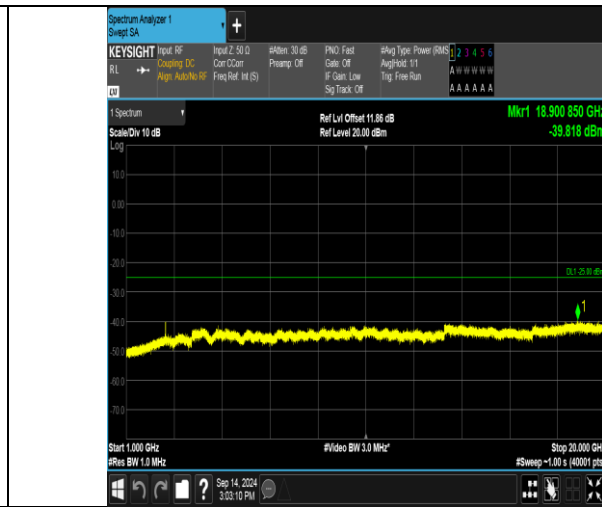 Spectrum Analyzer 1
Swept SA
+
KEYSIGHT Input: RF Input Z: 50 Ω #Atten: 30 dB PNO: Fast #Avg Type: Power (RMS 1 2 3 4 5 6
RL Coupling: DC Corr CCorr Preamp: Off Gate: Off Avg|Hold: 1/1 A W W W W W
Align: Auto/No RF Freq Ref: Int (S) IF Gain: Low Trig: Free Run
Sig Track: Off A A A A A A
1 Spectrum Ref Lvl Offset 11.86 dB Mkr1 18.900 850 GHz
Scale/Div 10 dB Ref Level 20.00 dBm -39.818 dBm
Log
10.0
0.00
-10.0
-20.0
DL1 -25.00 dBm
-30.0
1
-40.0
-50.0
-60.0
-70.0
Start 1.000 GHz #Video BW 3.0 MHz* Stop 20.000 GH
#Res BW 1.0 MHz #Sweep ~1.00 s (40001 pts
? Sep 14, 2024
3:03:10 PM